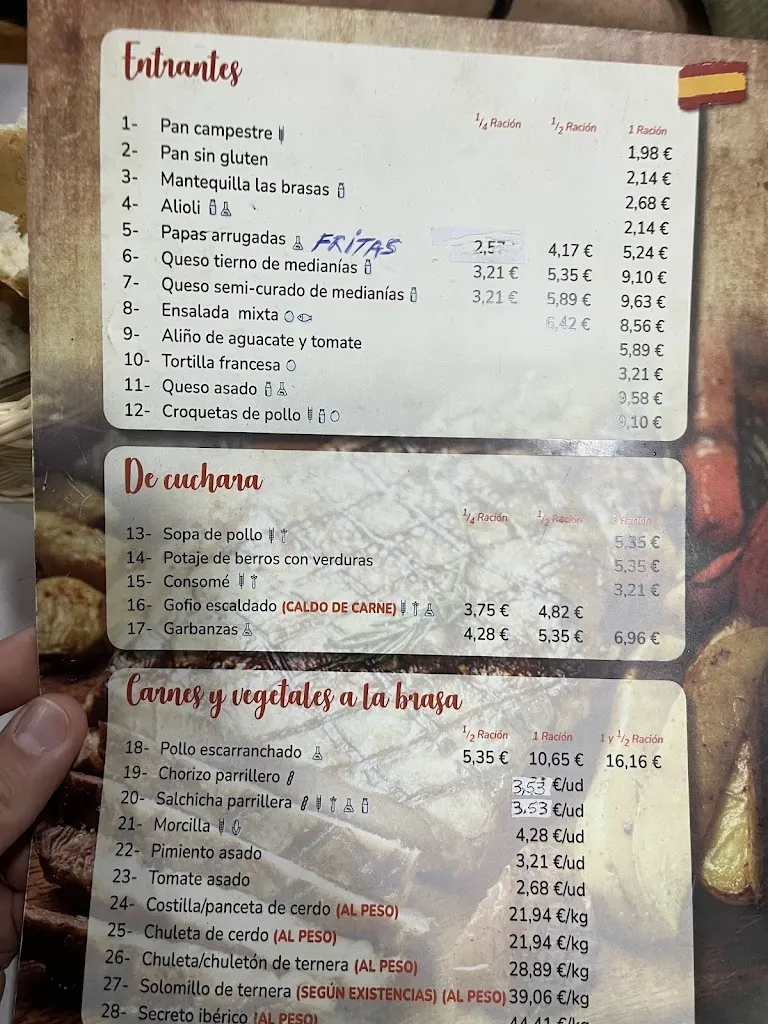 Entrantes
1/4 Ración 1/2 Ración 1 Ración
1- Pan campestre 1,98 €
2- Pan sin gluten 2,14 €
3- Mantequilla las brasas 2,68 €
4- Alioli 2,14 €
5- Papas arrugadas FRITAS 2,57 4,17 € 5,24 €
6- Queso tierno de medianías 3,21 € 5,35 € 9,10 €
7- Queso semi-curado de medianías 3,21 € 5,89 € 9,63 €
8- Ensalada mixta 6,42 € 8,56 €
9- Aliño de aguacate y tomate 5,89 €
10- Tortilla francesa 3,21 €
11- Queso asado 9,58 €
12- Croquetas de pollo 9,10 €
De cuchara
1/4 Ración 1/2 Ración Ración
13- Sopa de pollo 5,35 €
14- Potaje de berros con verduras 5,35 €
15- Consomé 3,21 €
16- Gofio escaldado (CALDO DE CARNE) 3,75 € 4,82 €
17- Garbanzas 4,28 € 5,35 € 6,96 €
Carnes y vegetales a la brasa
1/2 Ración 1 Ración 1 y 1/2 Ración
18- Pollo escarranchado 5,35 € 10,65 € 16,16 €
19- Chorizo parrillero 3,53 €/ud
20- Salchicha parrillera 3.53 €/ud
21- Morcilla 4,28 €/ud
22- Pimiento asado 3,21 €/ud
23- Tomate asado 2,68 €/ud
24- Costilla/panceta de cerdo (AL PESO) 21,94 €/kg
25- Chuleta de cerdo (AL PESO) 21,94 €/kg
26- Chuleta/chuletón de ternera (AL PESO) 28,89 €/kg
27- Solomillo de ternera (SEGÚN EXISTENCIAS) (AL PESO) 39,06 €/kg
28- Secreto ibérico (AL PESO) 44,41 €/kg